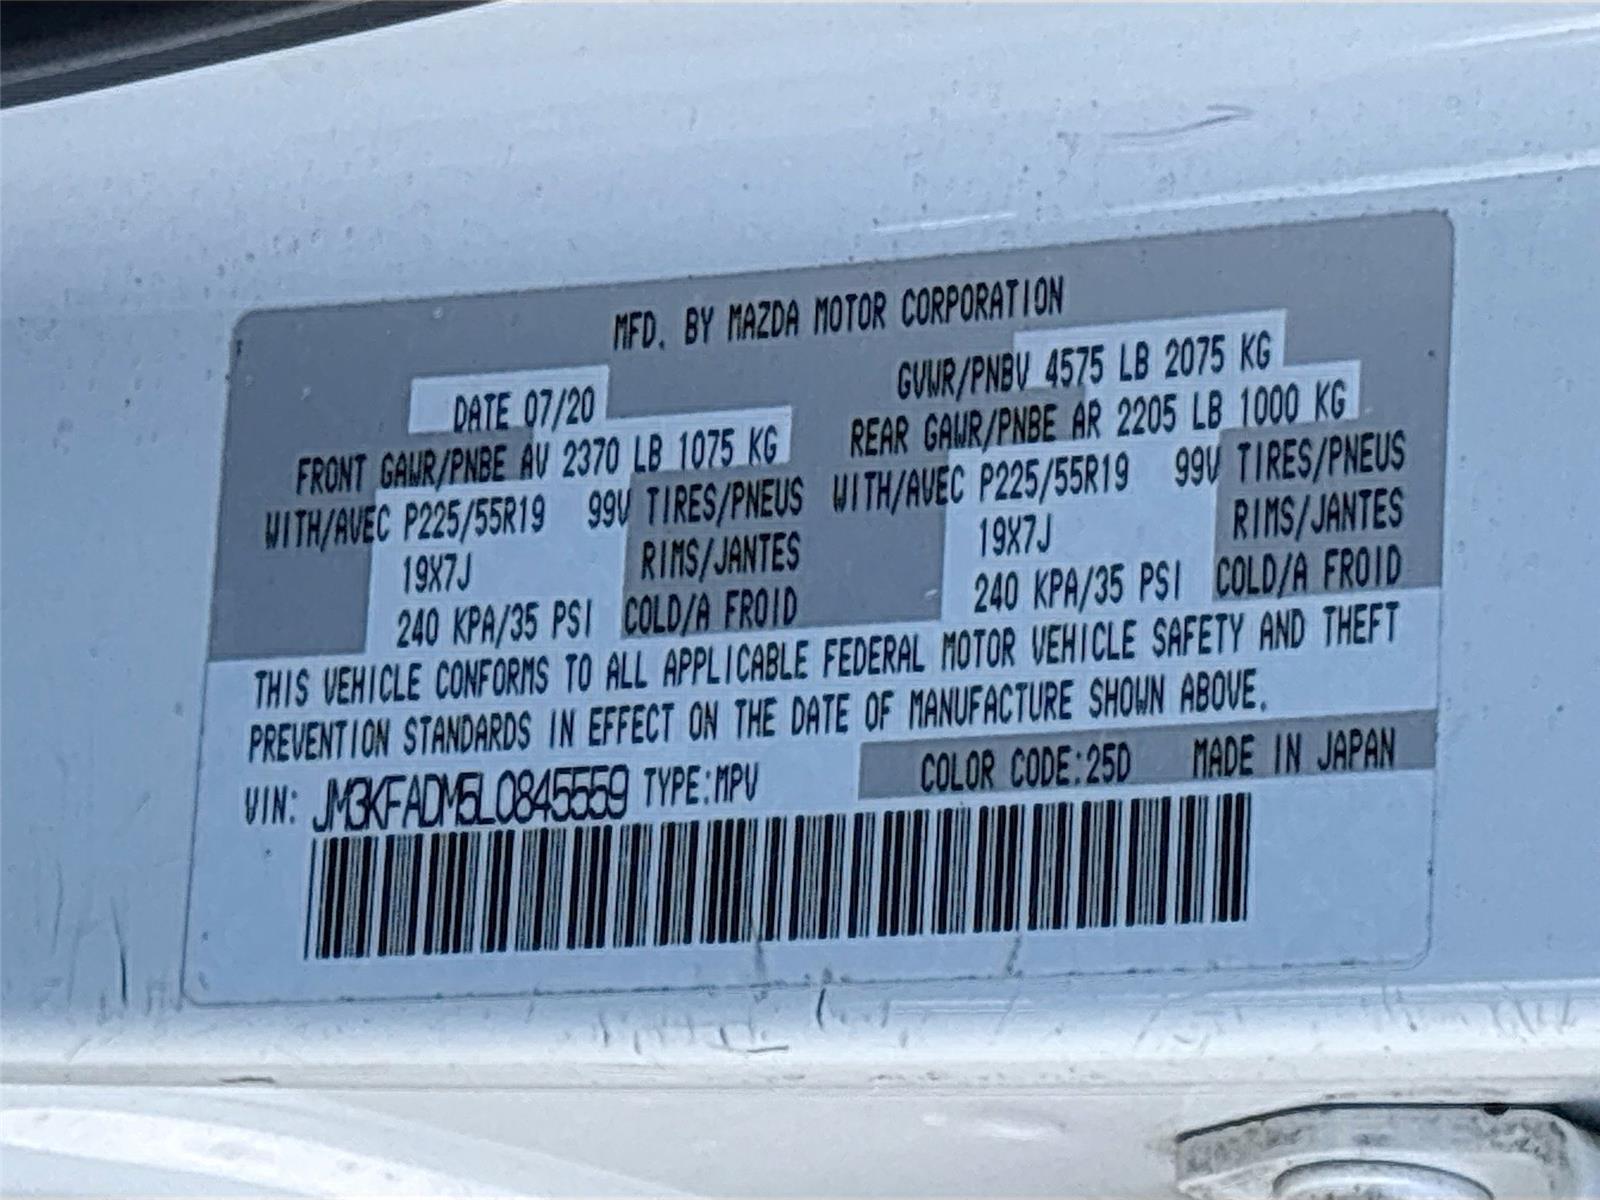 MFD. BY MAZDA MOTOR CORPORATION
DATE 07/20
GVWR/PNBV 4575 LB 2075 KG
FRONT GAWR/PNBE AV 2370 LB 1075 KG
REAR GAWR/PNBE AR 2205 LB 1000 KG
WITH/AVEC P225/55R19 99V TIRES/PNEUS
WITH/AVEC P225/55R19 99V TIRES/PNEUS
19X7J RIMS/JANTES
19X7J RIMS/JANTES
240 KPA/35 PSI COLD/A FROID
240 KPA/35 PSI COLD/A FROID
THIS VEHICLE CONFORMS TO ALL APPLICABLE FEDERAL MOTOR VEHICLE SAFETY AND THEFT
PREVENTION STANDARDS IN EFFECT ON THE DATE OF MANUFACTURE SHOWN ABOVE.
COLOR CODE:25D MADE IN JAPAN
VIN: JM3KFADM5L0845559 TYPE:MPV